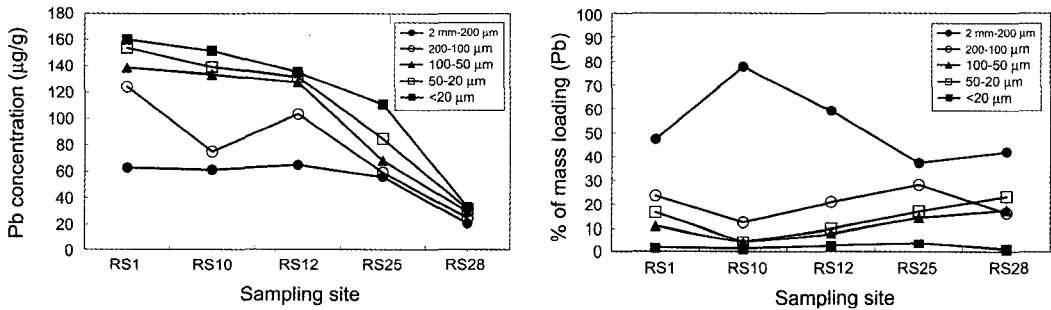 Pb concentration (μg/g)
180
160
140
120
100
80
60
40
20
0
2 mm-200 μm
200-100 μm
100-50 μm
50-20 μm
<20 μm
RS1 RS10 RS12 RS25 RS28
Sampling site
% of mass loading (Pb)
100
90
80
70
60
50
40
30
20
10
0
2 mm-200 μm
200-100 μm
100-50 μm
50-20 μm
<20 μm
RS1 RS10 RS12 RS25 RS28
Sampling site